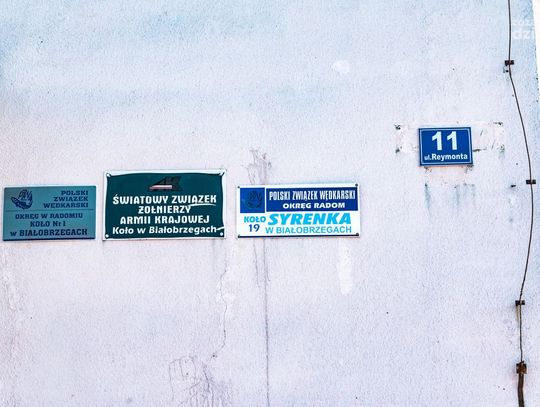 POLSKI
ZWIĄZEK
WĘDKARSKI
OKRĘG W RADOMIU
KOŁO Nr I
W BIAŁOBRZEGACH
ŚWIATOWY ZWIĄZEK
ŻOŁNIERZY
ARMII KRAJOWEJ
Koło w Białobrzegach
POLSKI ZWIĄZEK WĘDKARSKI
OKRĘG RADOM
KOŁO 19
SYRENKA
W BIAŁOBRZEGACH
11
ul.Reymonta